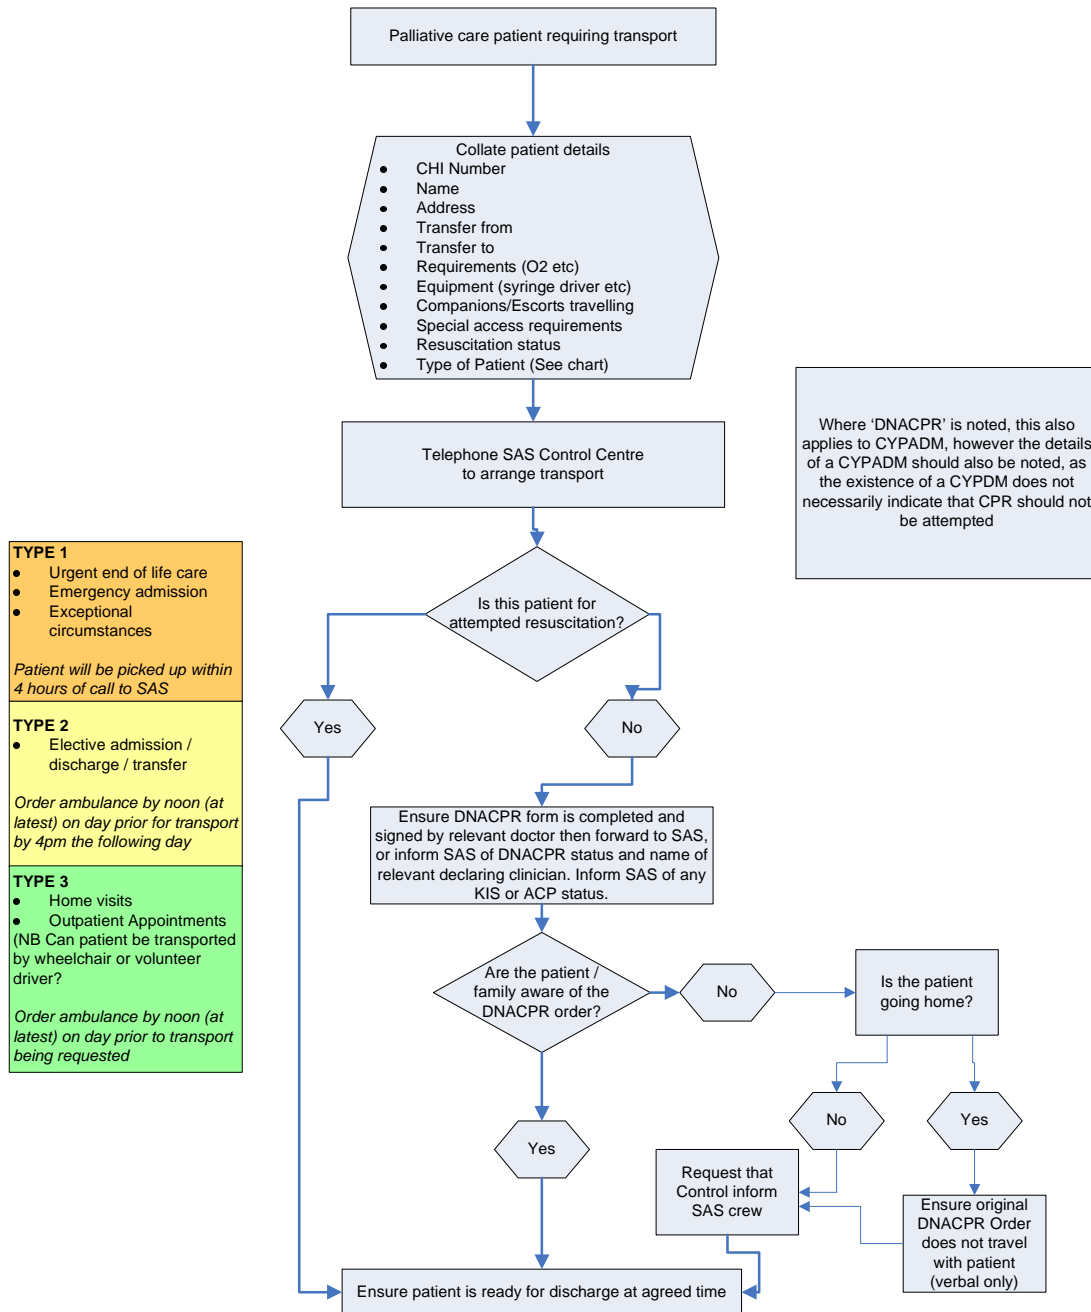 Palliative care patient requiring transport
Collate patient details
● CHI Number
● Name
● Address
● Transfer from
● Transfer to
● Requirements (O2 etc)
● Equipment (syringe driver etc)
● Companions/Escorts travelling
● Special access requirements
● Resuscitation status
● Type of Patient (See chart)
Telephone SAS Control Centre
to arrange transport
Where ‘DNACPR’ is noted, this also
applies to CYPADM, however the details
of a CYPADM should also be noted, as
the existence of a CYPDM does not
necessarily indicate that CPR should not
be attempted
TYPE 1
● Urgent end of life care
● Emergency admission
● Exceptional
circumstances
Patient will be picked up within
4 hours of call to SAS
TYPE 2
● Elective admission /
discharge / transfer
Order ambulance by noon (at
latest) on day prior for transport
by 4pm the following day
TYPE 3
● Home visits
● Outpatient Appointments
(NB Can patient be transported
by wheelchair or volunteer
driver?
Order ambulance by noon (at
latest) on day prior to transport
being requested
Is this patient for
attempted resuscitation?
Yes
No
Ensure DNACPR form is completed and
signed by relevant doctor then forward to SAS,
or inform SAS of DNACPR status and name of
relevant declaring clinician. Inform SAS of any
KIS or ACP status.
Are the patient /
family aware of the
DNACPR order?
No
Is the patient
going home?
No
Yes
Yes
Request that
Control inform
SAS crew
Ensure original
DNACPR Order
does not travel
with patient
(verbal only)
Ensure patient is ready for discharge at agreed time